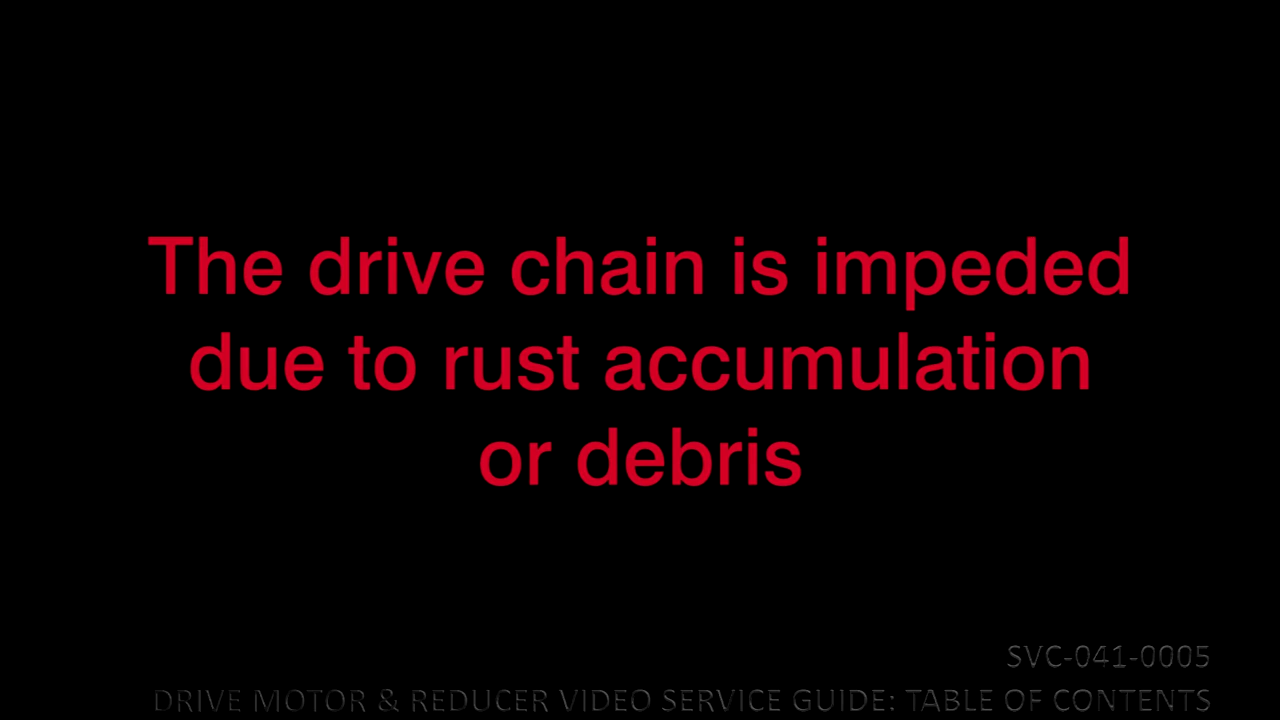 The drive chain is impeded
due to rust accumulation
or debris
SVC-041-0005
DRIVE MOTOR & REDUCER VIDEO SERVICE GUIDE: TABLE OF CONTENTS